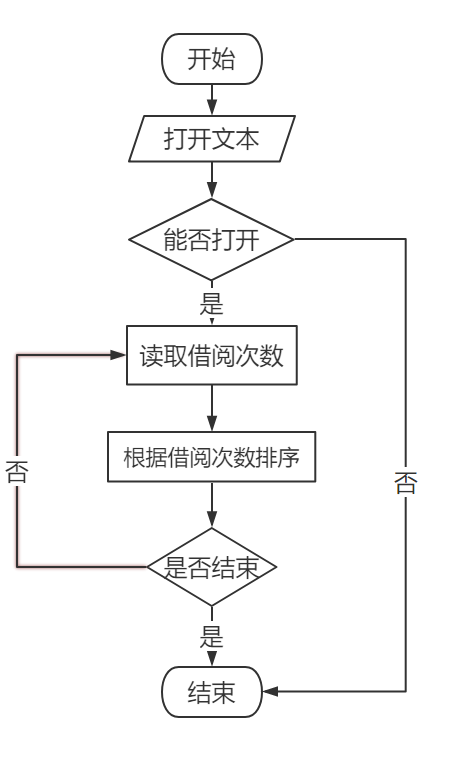 开始
打开文本
能否打开
是
读取借阅次数
根据借阅次数排序
否
否
是否结束
是
结束